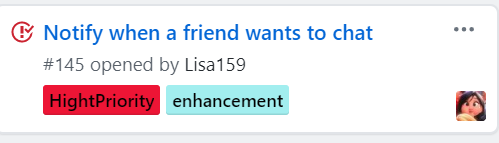 Notify when a friend wants to chat
#145 opened by Lisa159
HightPriority enhancement